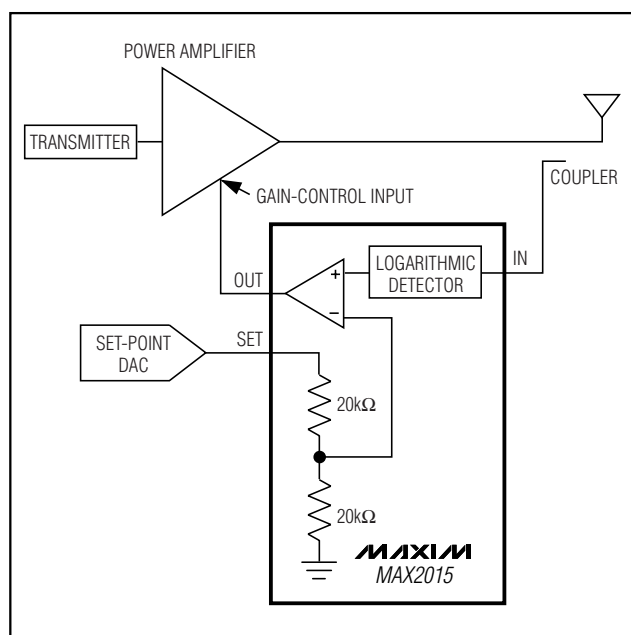 POWER AMPLIFIER
TRANSMITTER
GAIN-CONTROL INPUT
COUPLER
OUT
+
−
LOGARITHMIC
DETECTOR
IN
SET-POINT
DAC
SET
20kΩ
20kΩ
MAXIM
MAX2015